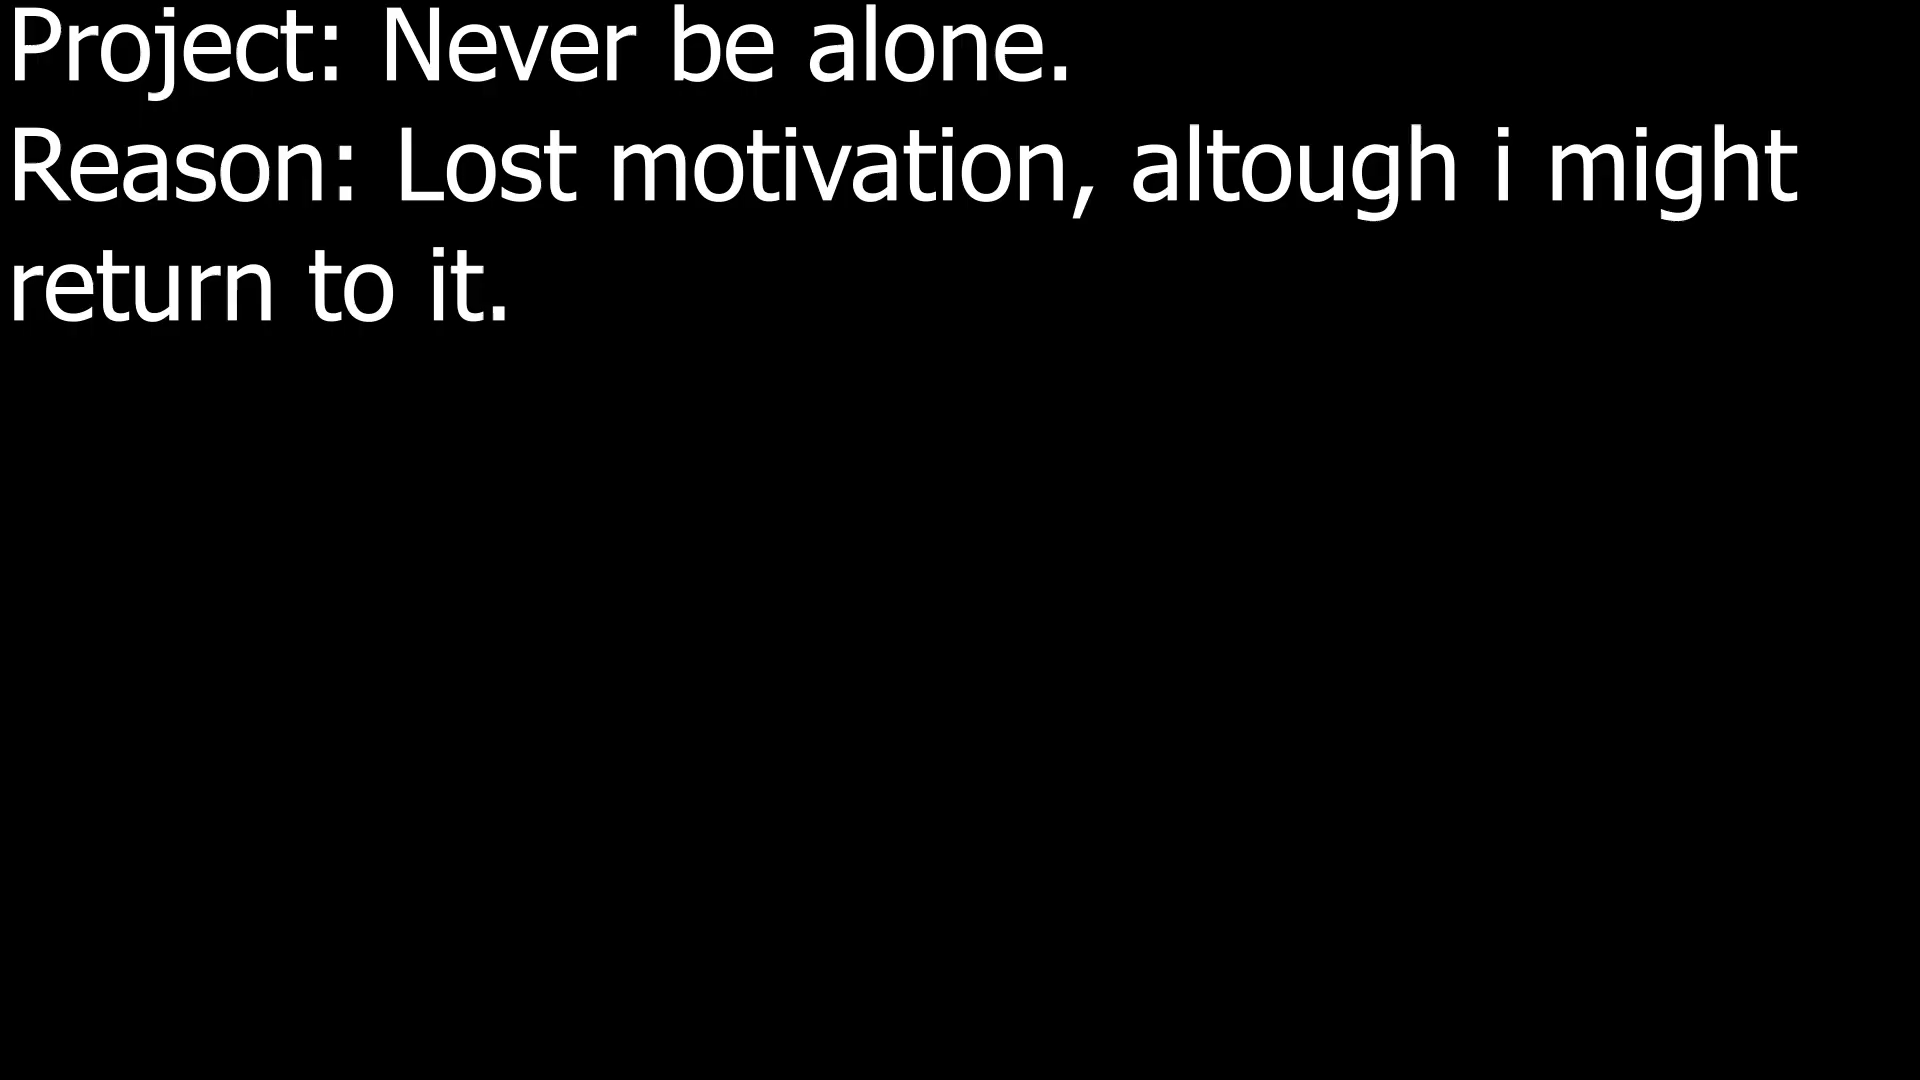 Project: Never be alone.
Reason: Lost motivation, altough i might
return to it.